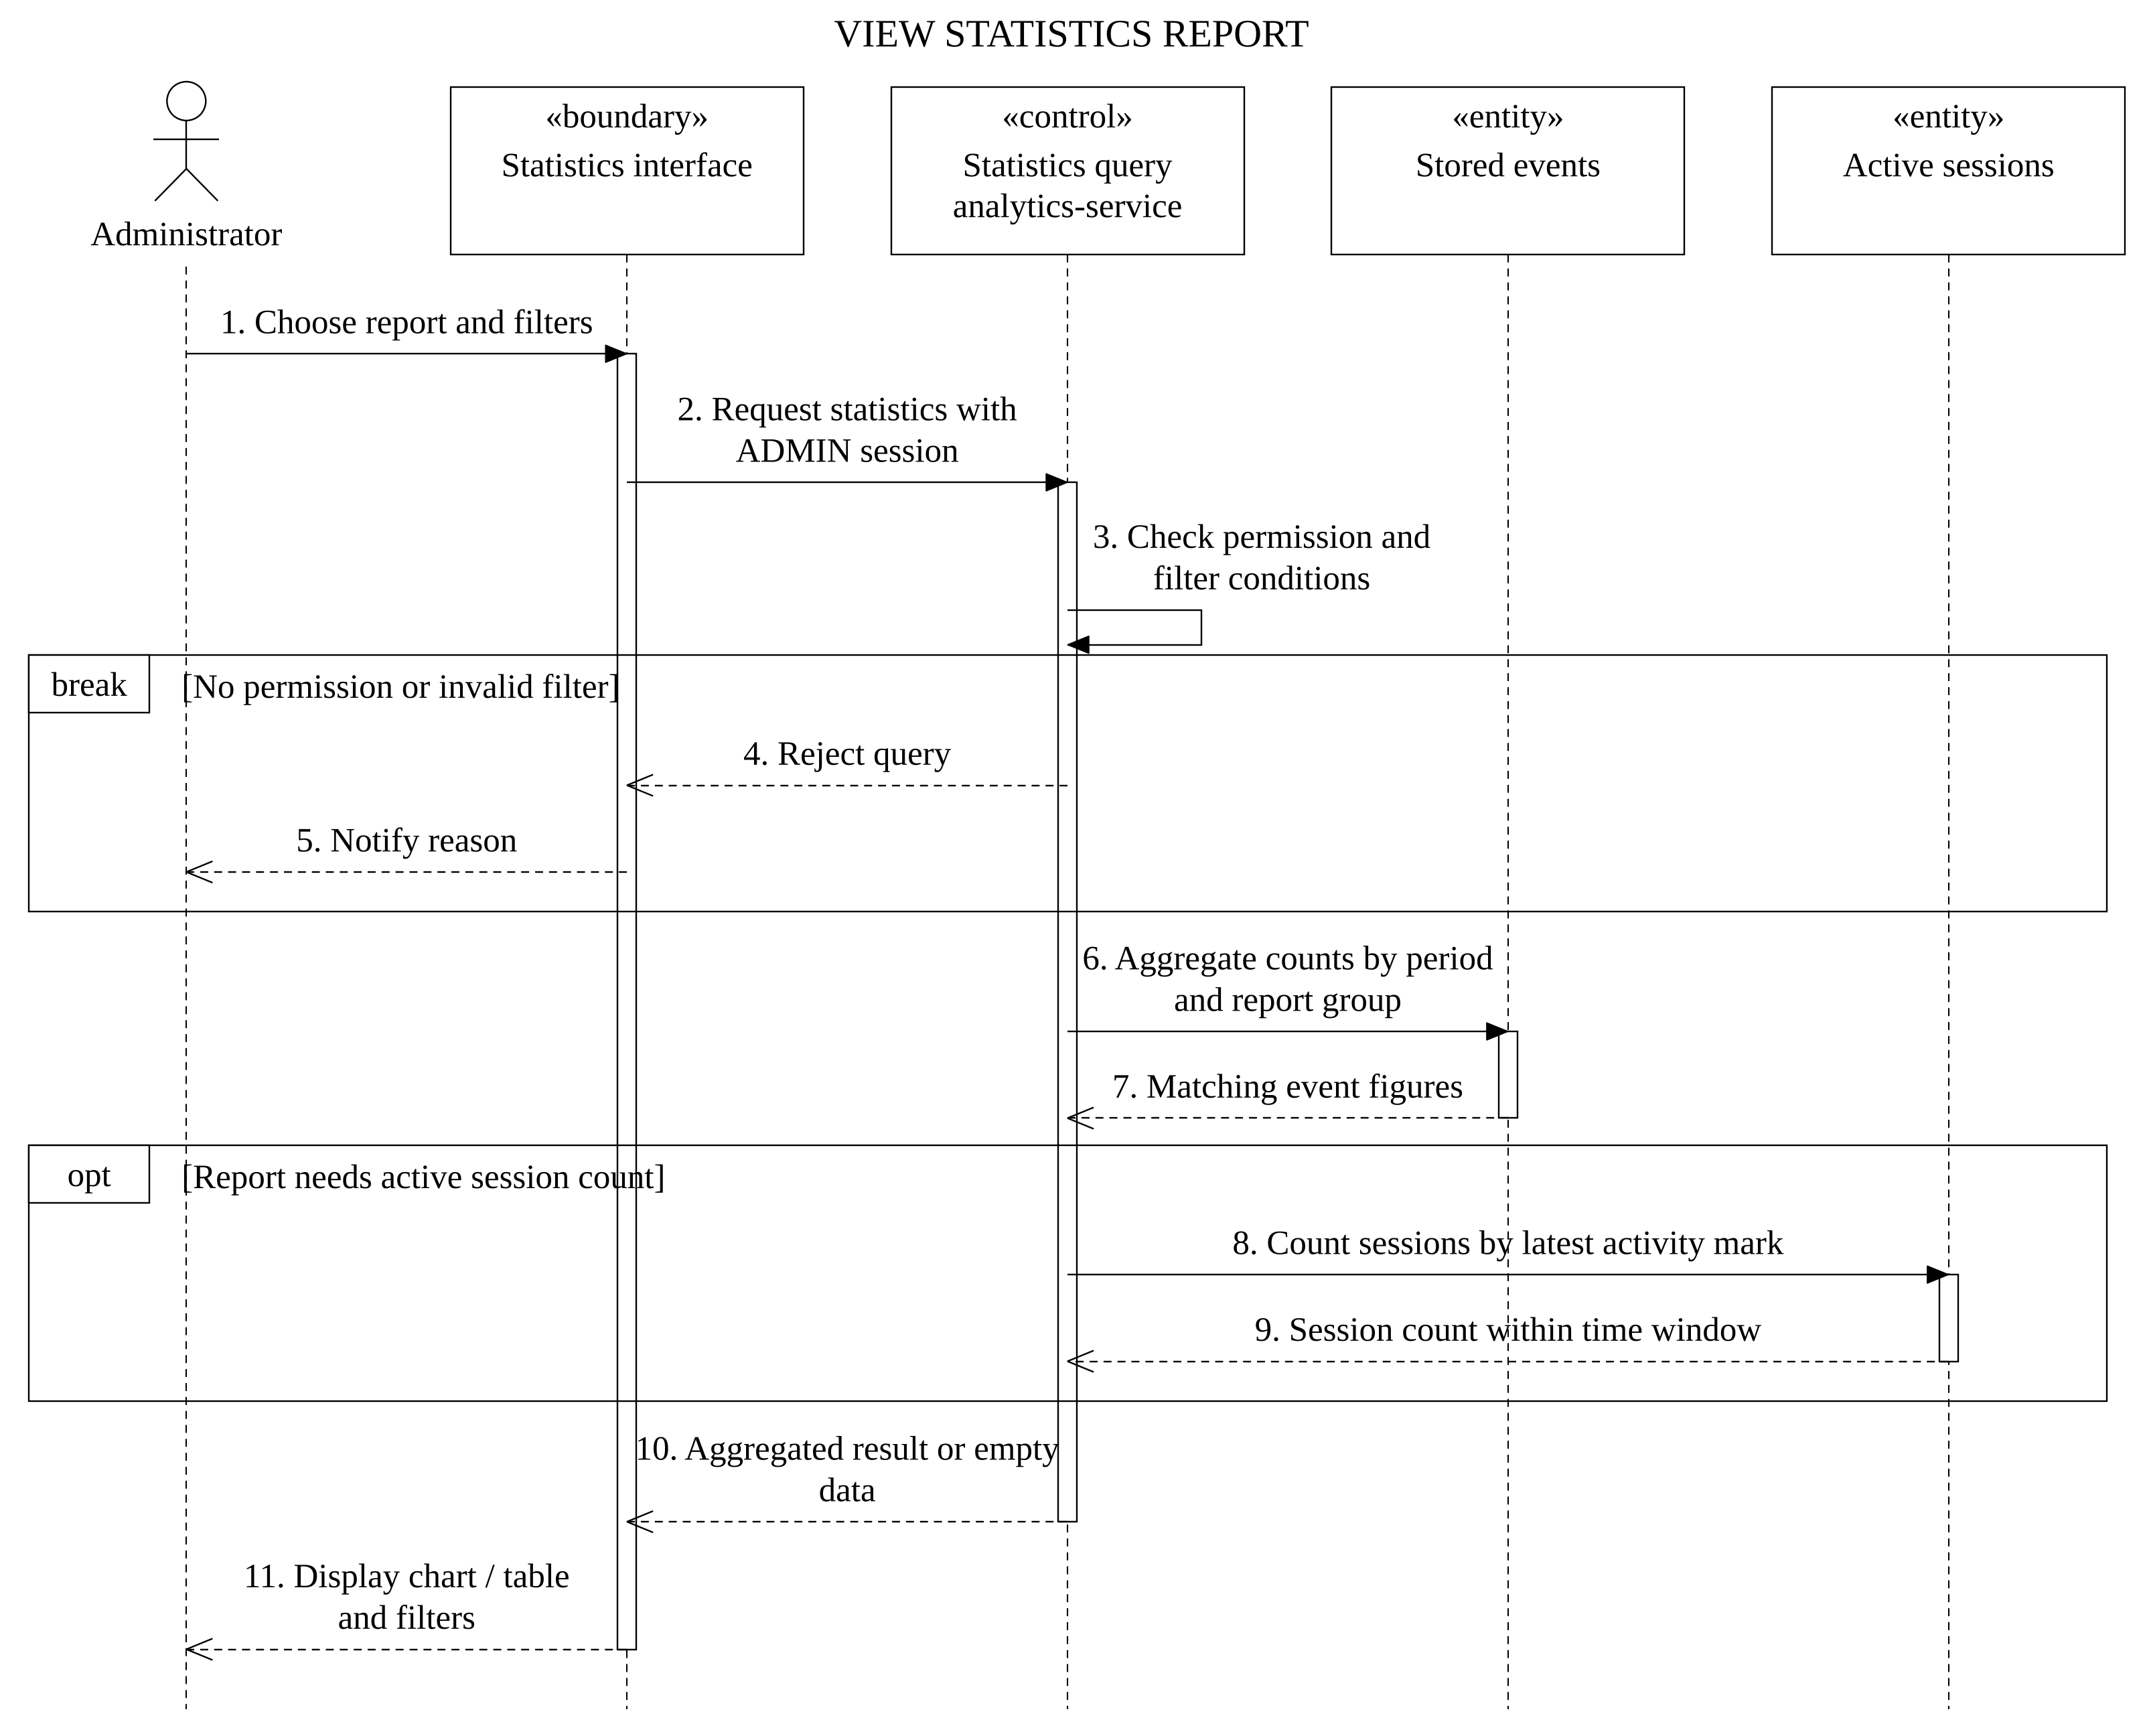 VIEW STATISTICS REPORT
Administrator
«boundary»
Statistics interface
«control»
Statistics query
analytics-service
«entity»
Stored events
«entity»
Active sessions
1. Choose report and filters
2. Request statistics with
ADMIN session
3. Check permission and
filter conditions
break
[No permission or invalid filter]
4. Reject query
5. Notify reason
6. Aggregate counts by period
and report group
7. Matching event figures
opt
[Report needs active session count]
8. Count sessions by latest activity mark
9. Session count within time window
10. Aggregated result or empty
data
11. Display chart / table
and filters